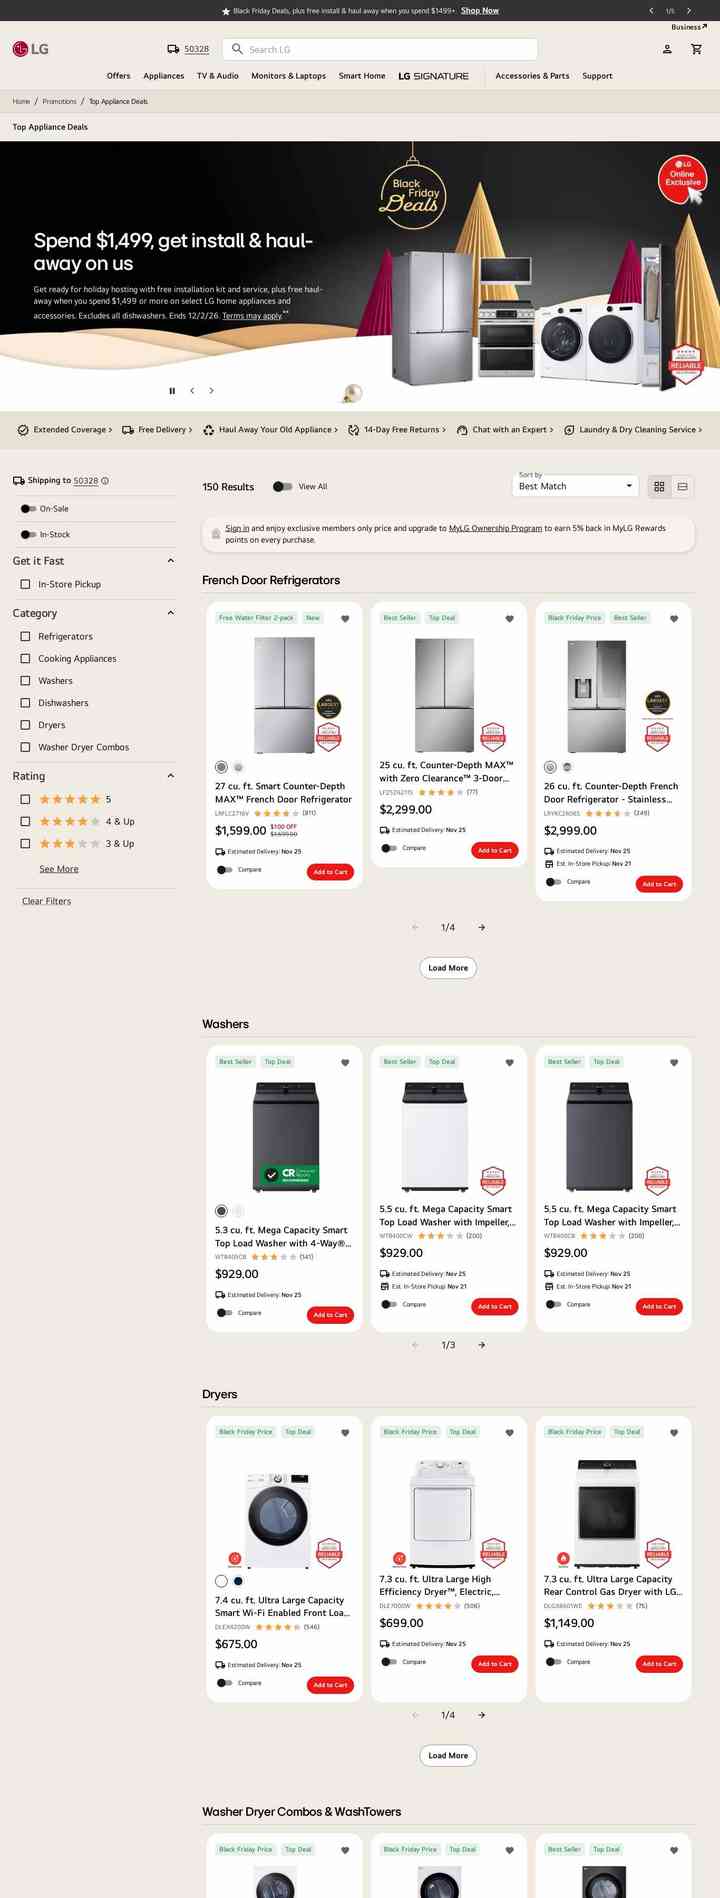 Black Friday Deals, plus free install & haul away when you spend $1499+. Shop Now
1/5
Business
LG
50328
Search LG
Offers Appliances TV & Audio Monitors & Laptops Smart Home LG SIGNATURE Accessories & Parts Support
Home / Promotions / Top Appliance Deals
Top Appliance Deals
Black Friday Deals
LG Online Exclusive
Spend $1,499, get install & haul-
away on us
Get ready for holiday hosting with free installation kit and service, plus free haul-
away when you spend $1,499 or more on select LG home appliances and
accessories. Excludes all dishwashers. Ends 12/2/26. Terms may apply.**
RELIABLE
Extended Coverage > Free Delivery > Haul Away Your Old Appliance > 14-Day Free Returns > Chat with an Expert > Laundry & Dry Cleaning Service >
Shipping to 50328
On-Sale
In-Stock
Get it Fast
In-Store Pickup
Category
Refrigerators
Cooking Appliances
Washers
Dishwashers
Dryers
Washer Dryer Combos
Rating
5
4 & Up
3 & Up
See More
Clear Filters
150 Results View All
Sort by
Best Match
Sign in and enjoy exclusive members only price and upgrade to MyLG Ownership Program to earn 5% back in MyLG Rewards
points on every purchase.
French Door Refrigerators
Free Water Filter 2-pack New
LARGEST
RELIABLE
27 cu. ft. Smart Counter-Depth
MAX™ French Door Refrigerator
(811)
$1,599.00 $100 OFF
$1,699.00
Estimated Delivery: Nov 25
Compare
Add to Cart
Best Seller Top Deal
RELIABLE
25 cu. ft. Counter-Depth MAX™
with Zero Clearance™ 3-Door...
(77)
$2,299.00
Estimated Delivery: Nov 25
Compare
Add to Cart
Black Friday Price Best Seller
LARGEST
RELIABLE
26 cu. ft. Counter-Depth French
Door Refrigerator - Stainless...
(249)
$2,999.00
Estimated Delivery: Nov 25
Est. In-Store Pickup: Nov 21
Compare
Add to Cart
1/4
Load More
Washers
Best Seller Top Deal
CR Consumer Reports
RECOMMENDED
5.3 cu. ft. Mega Capacity Smart
Top Load Washer with 4-Way®...
WT8405CB (141)
$929.00
Estimated Delivery: Nov 25
Compare
Add to Cart
Best Seller Top Deal
RELIABLE
5.5 cu. ft. Mega Capacity Smart
Top Load Washer with Impeller,...
WT8400CW (200)
$929.00
Estimated Delivery: Nov 25
Est. In-Store Pickup: Nov 21
Compare
Add to Cart
Best Seller Top Deal
RELIABLE
5.5 cu. ft. Mega Capacity Smart
Top Load Washer with Impeller,...
WT8400CB (200)
$929.00
Estimated Delivery: Nov 25
Est. In-Store Pickup: Nov 21
Compare
Add to Cart
1/3
Dryers
Black Friday Price Top Deal
RELIABLE
7.4 cu. ft. Ultra Large Capacity
Smart Wi-Fi Enabled Front Loa...
DLEX4200W (546)
$675.00
Estimated Delivery: Nov 25
Compare
Add to Cart
Black Friday Price Top Deal
RELIABLE
7.3 cu. ft. Ultra Large High
Efficiency Dryer™, Electric,...
DLE7000W (506)
$699.00
Estimated Delivery: Nov 25
Compare
Add to Cart
Black Friday Price Top Deal
RELIABLE
7.3 cu. ft. Ultra Large Capacity
Rear Control Gas Dryer with LG...
(75)
$1,149.00
Estimated Delivery: Nov 25
Compare
Add to Cart
1/4
Load More
Washer Dryer Combos & WashTowers
Black Friday Price Top Deal
Black Friday Price Top Deal
Best Seller Top Deal